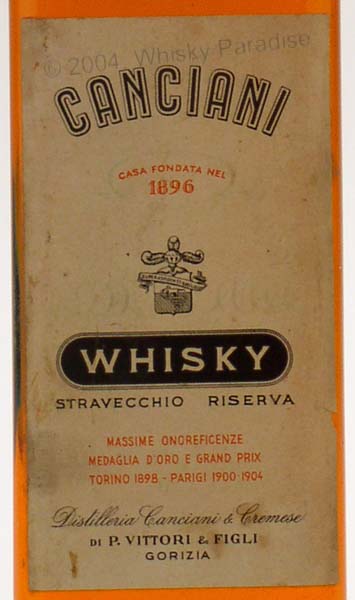 © 2004 Whisky Paradise
CANCIANI
CASA FONDATA NEL
1896
WHISKY
STRAVECCHIO RISERVA
MASSIME ONOREFICENZE
MEDAGLIA D'ORO E GRAND PRIX
TORINO 1898 - PARIGI 1900-1904
Distilleria Canciani & Cremese
DI P. VITTORI & FIGLI
GORIZIA